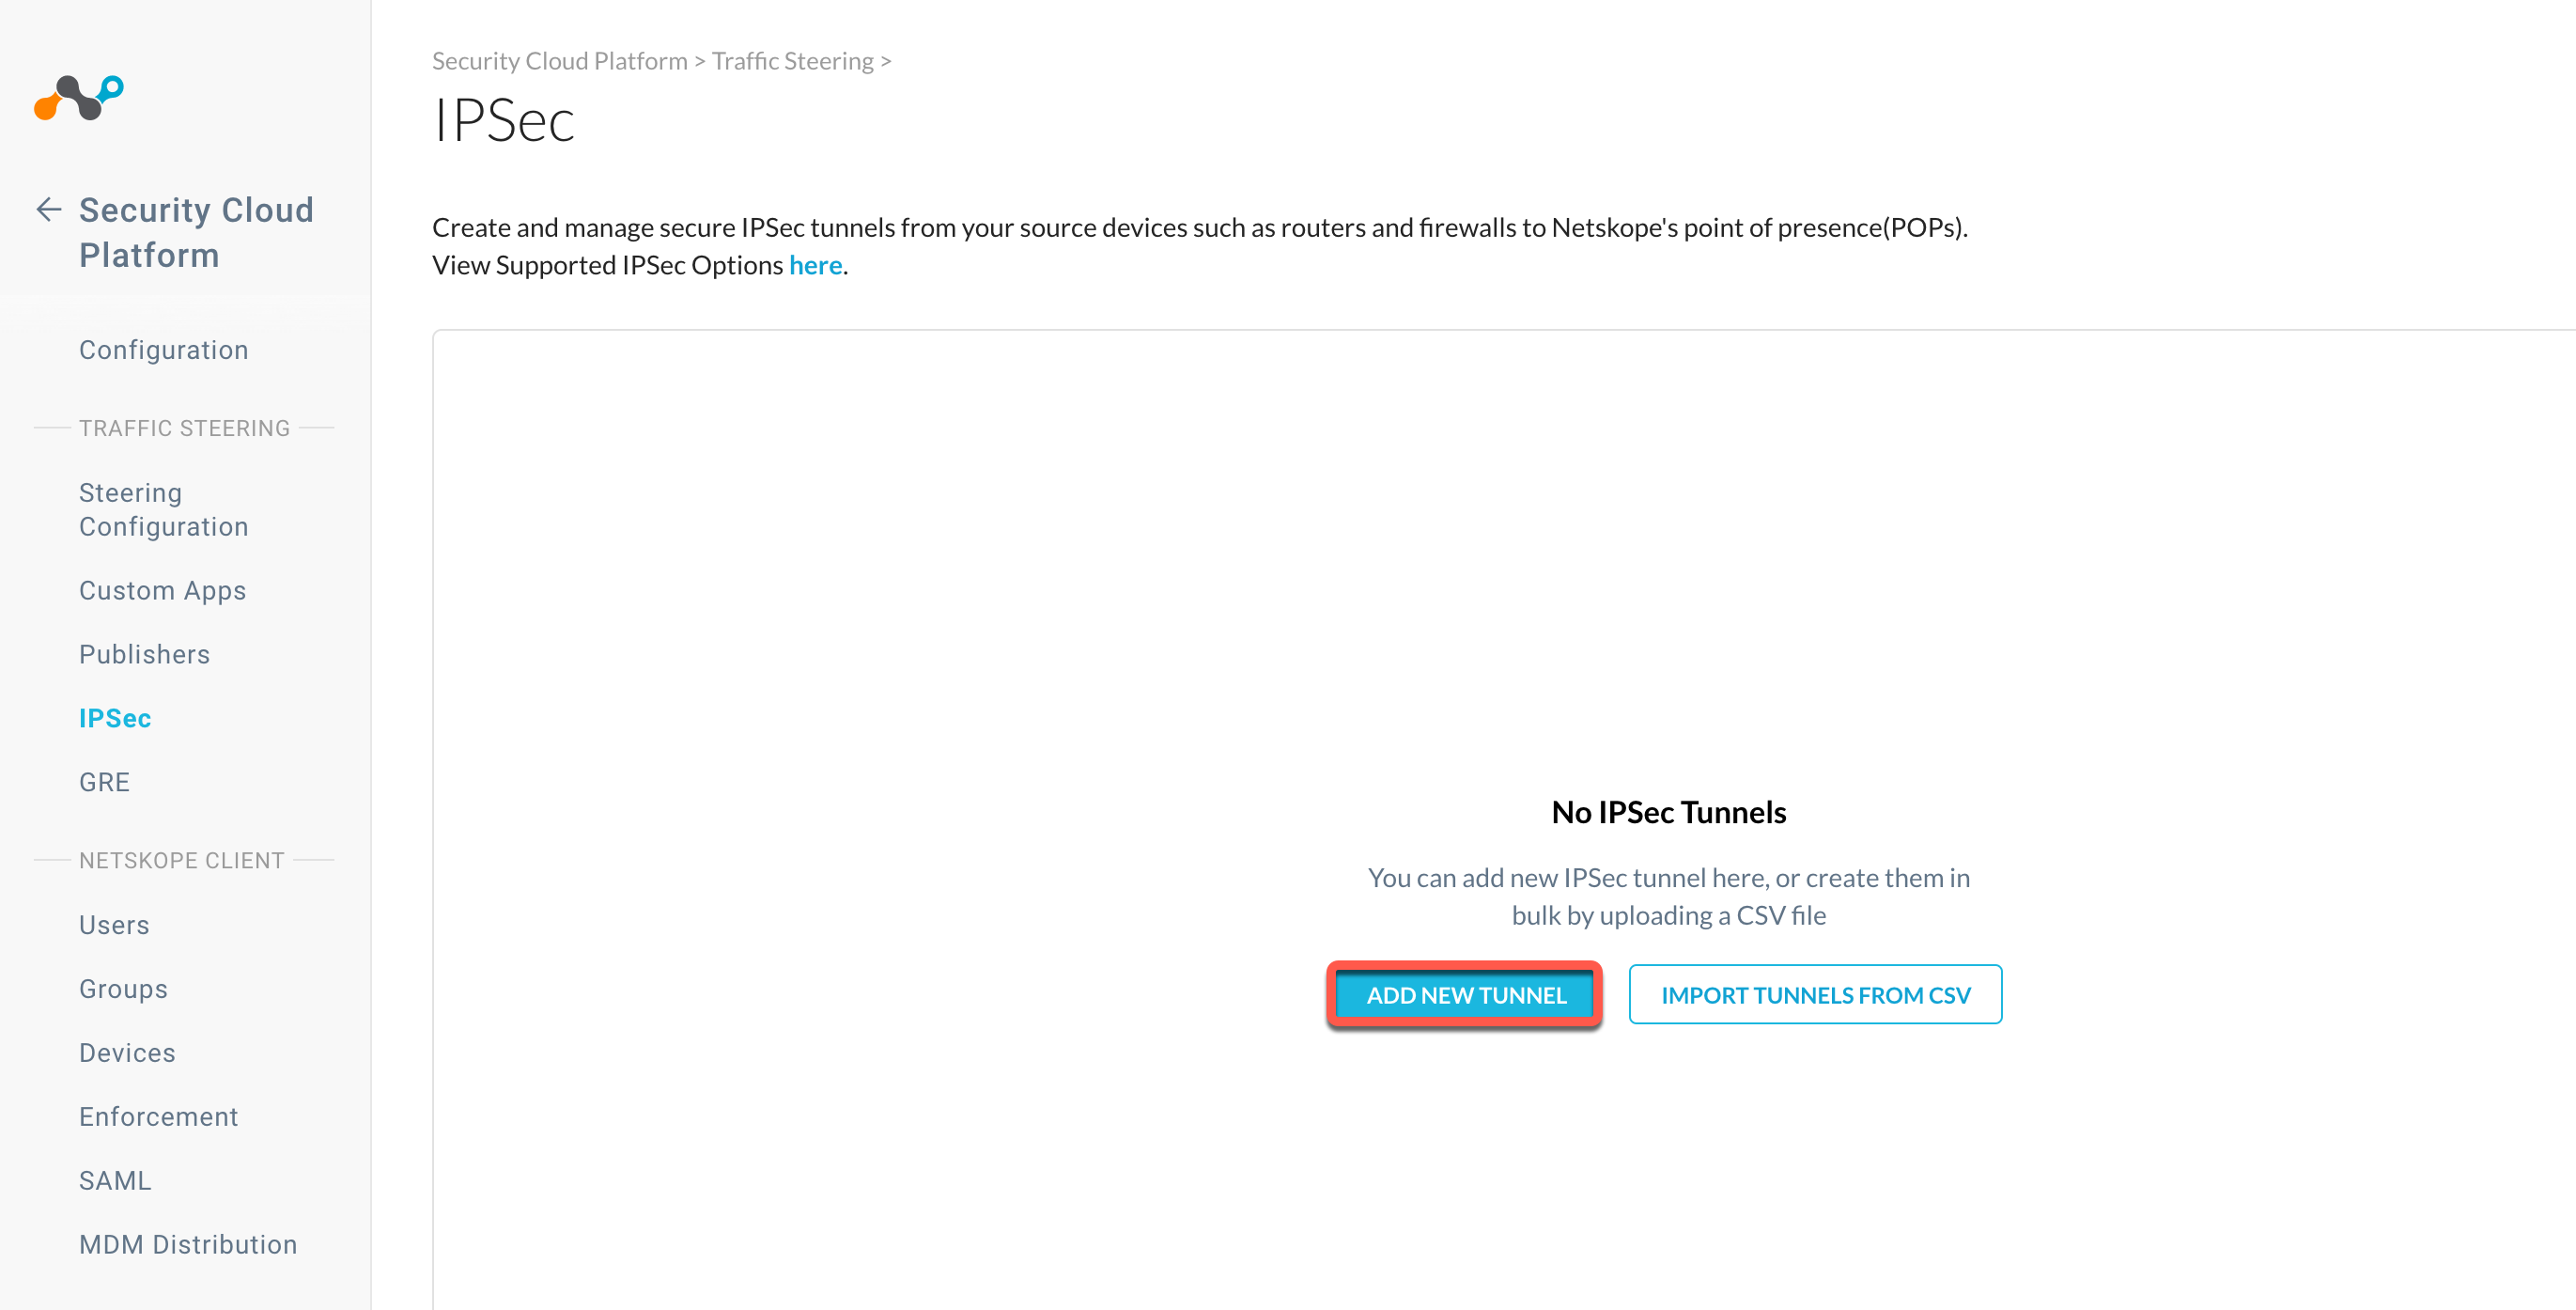 Security Cloud
Platform
Configuration
TRAFFIC STEERING
Steering
Configuration
Custom Apps
Publishers
IPSec
GRE
NETSKOPE CLIENT
Users
Groups
Devices
Enforcement
SAML
MDM Distribution
Security Cloud Platform > Traffic Steering >
IPSec
Create and manage secure IPSec tunnels from your source devices such as routers and firewalls to Netskope's point of presence(POPs).
View Supported IPSec Options here.
No IPSec Tunnels
You can add new IPSec tunnel here, or create them in
bulk by uploading a CSV file
ADD NEW TUNNEL
IMPORT TUNNELS FROM CSV